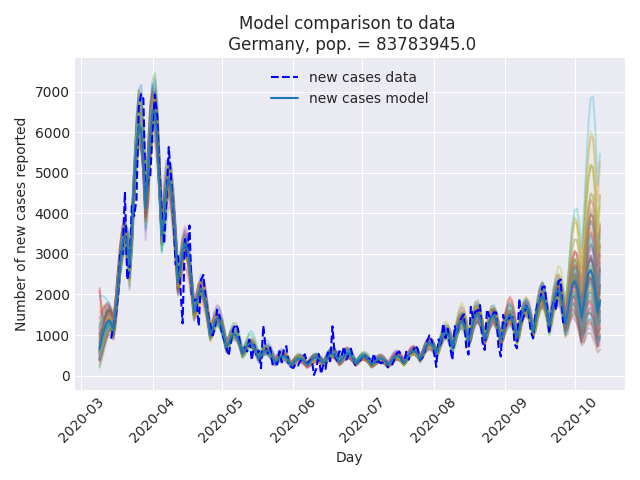 Model comparison to data
Germany, pop. = 83783945.0
new cases data
new cases model
Number of new cases reported
7000
6000
5000
4000
3000
2000
1000
0
2020-03
2020-04
2020-05
2020-06
2020-07
2020-08
2020-09
2020-10
Day